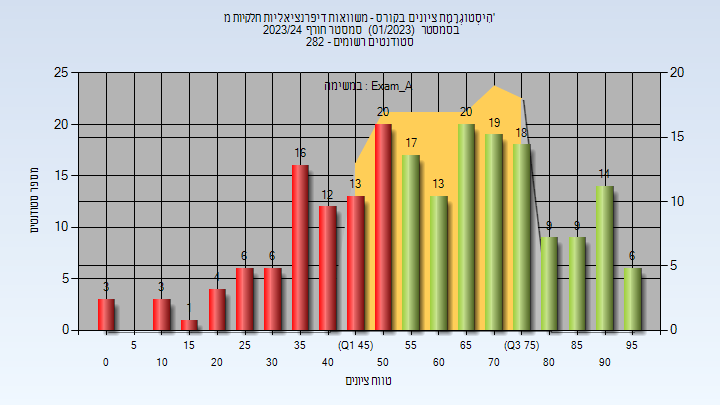 היסטוגרמת ציונים בקורס - משוואות דיפרנציאליות חלקיות מ'
בסמסטר (01/2023) סמסטר חורף 2023/24
סטודנטים רשומים - 282
במשימה : Exam_A
25 20 15 10 5 0
מספר סטודנטים
20 15 10 5 0
3 3 1 4 6 6 16 12 13 20 17 13 20 19 18 9 9 14 6
5 15 25 35 (Q1 45) 55 65 (Q3 75) 85 95
0 10 20 30 40 50 60 70 80 90
טווח ציונים